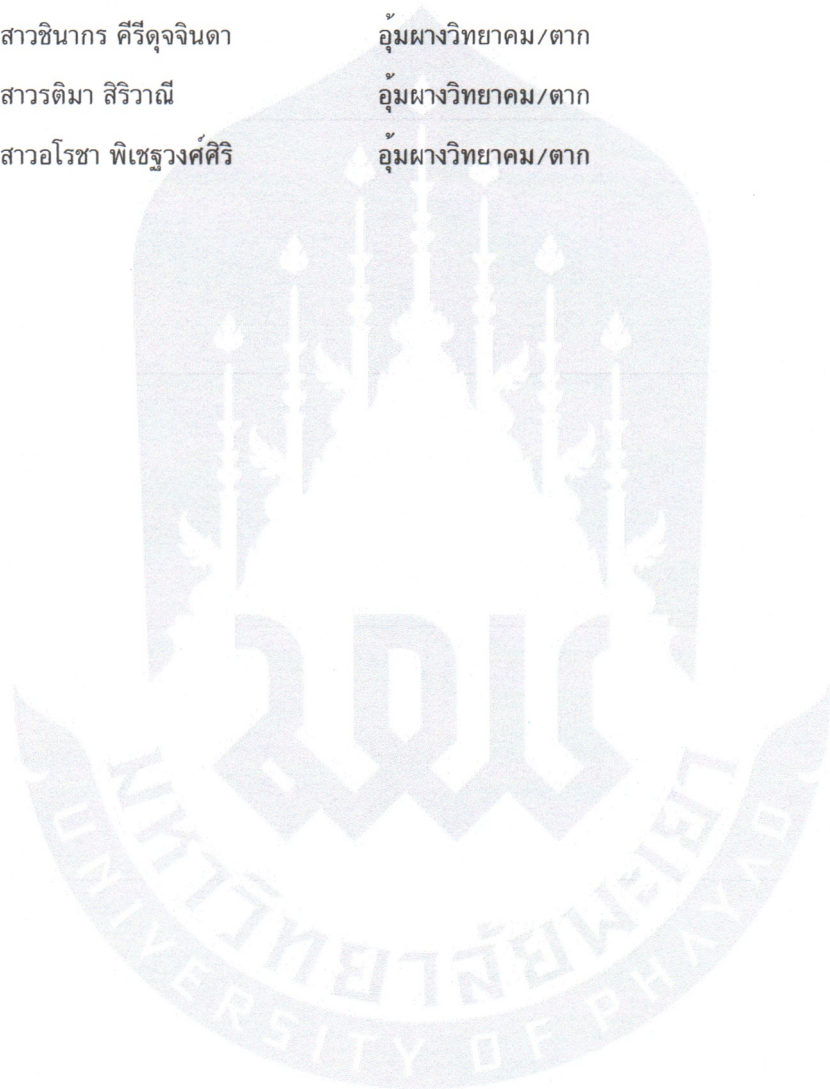 สาวชินากร คีรีดุจจินดา อุ้มผางวิทยาคม/ตาก
สาวรติมา สิริวาณี อุ้มผางวิทยาคม/ตาก
สาวอโรชา พิเชฐวงศ์ศิริ อุ้มผางวิทยาคม/ตาก
มหาวิทยาลัยพะเยา
UNIVERSITY OF PHAYAO